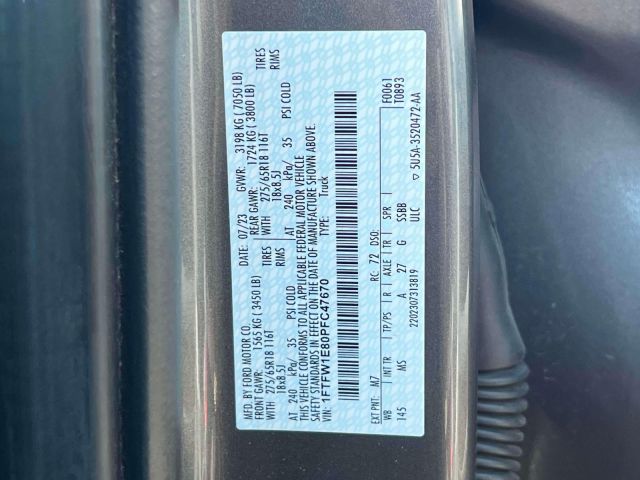 MFD. BY FORD MOTOR CO.
DATE: 07/23 GVWR: 3198 KG ( 7050 LB)
FRONT GAWR: 1565 KG ( 3450 LB) REAR GAWR: 1724 KG ( 3800 LB)
WITH 275/65R18 116T TIRES WITH 275/65R18 116T TIRES
18x8.5J RIMS 18x8.5J RIMS
AT 240 kPa/ 35 PSI COLD AT 240 kPa/ 35 PSI COLD
THIS VEHICLE CONFORMS TO ALL APPLICABLE FEDERAL MOTOR VEHICLE
SAFETY STANDARDS IN EFFECT ON THE DATE OF MANUFACTURE SHOWN ABOVE.
VIN: 1FTFW1E80PFC47670 TYPE: Truck
EXT PNT: M7 RC: 72 DSO: F0061
WB INT TR TP/PS R AXLE TR SPR T0893
145 MS A 27 G SSBB
2202307313819 ULC ▽ 5U5A-3520472-AA